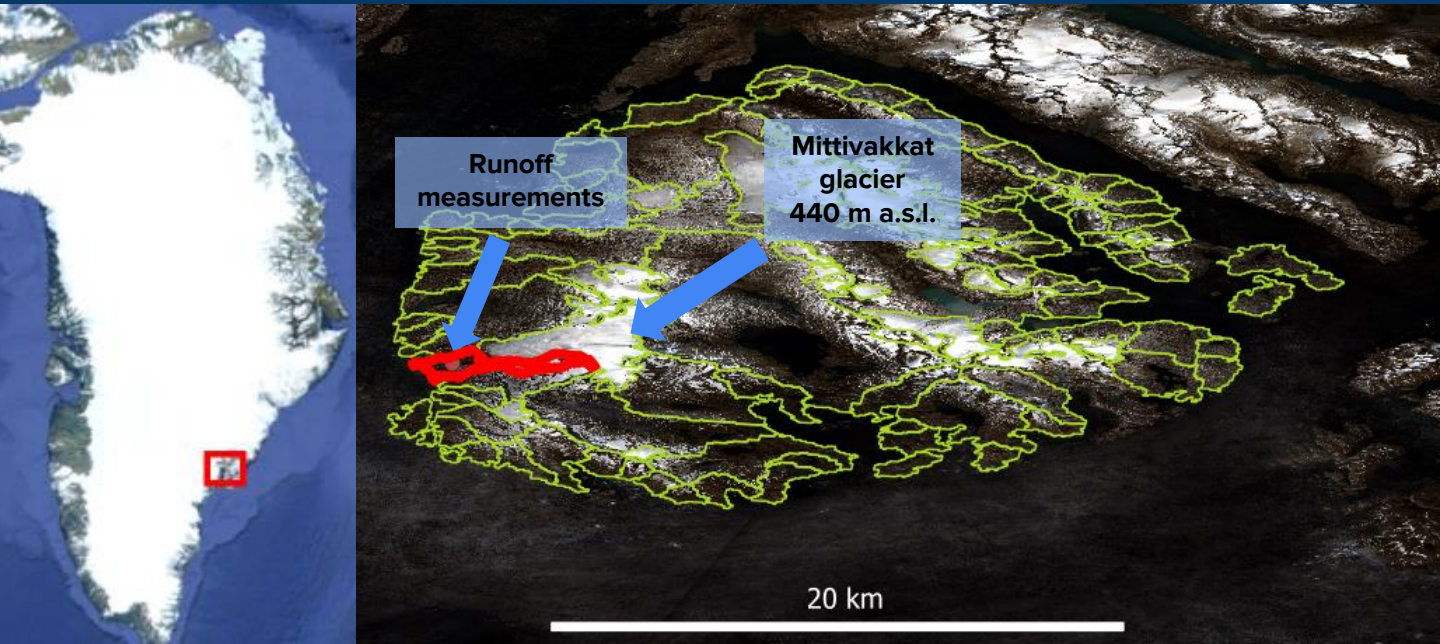 Runoff
measurements
Mittivakkat
glacier
440 m a.s.l.
20 km